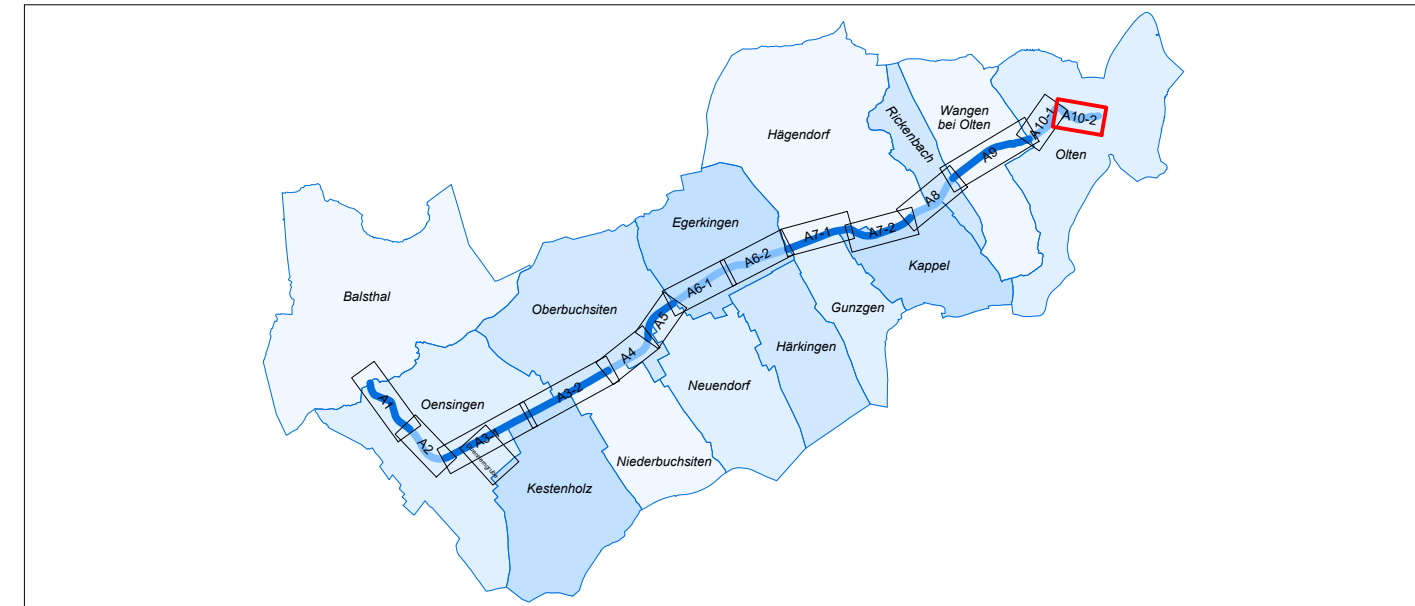 Hägendorf
Rickenbach
Wangen
bei Olten
A10-1
A10-2
Olten
A9
A8
Egerkingen
A7-1
A7-2
Kappel
A6-2
A6-1
Balsthal
Oberbuchsiten
A5
Gunzgen
Härkingen
A4
Neuendorf
A3-2
Oensingen
A1
A2
A3-1
Niederbuchsiten
Kestenholz